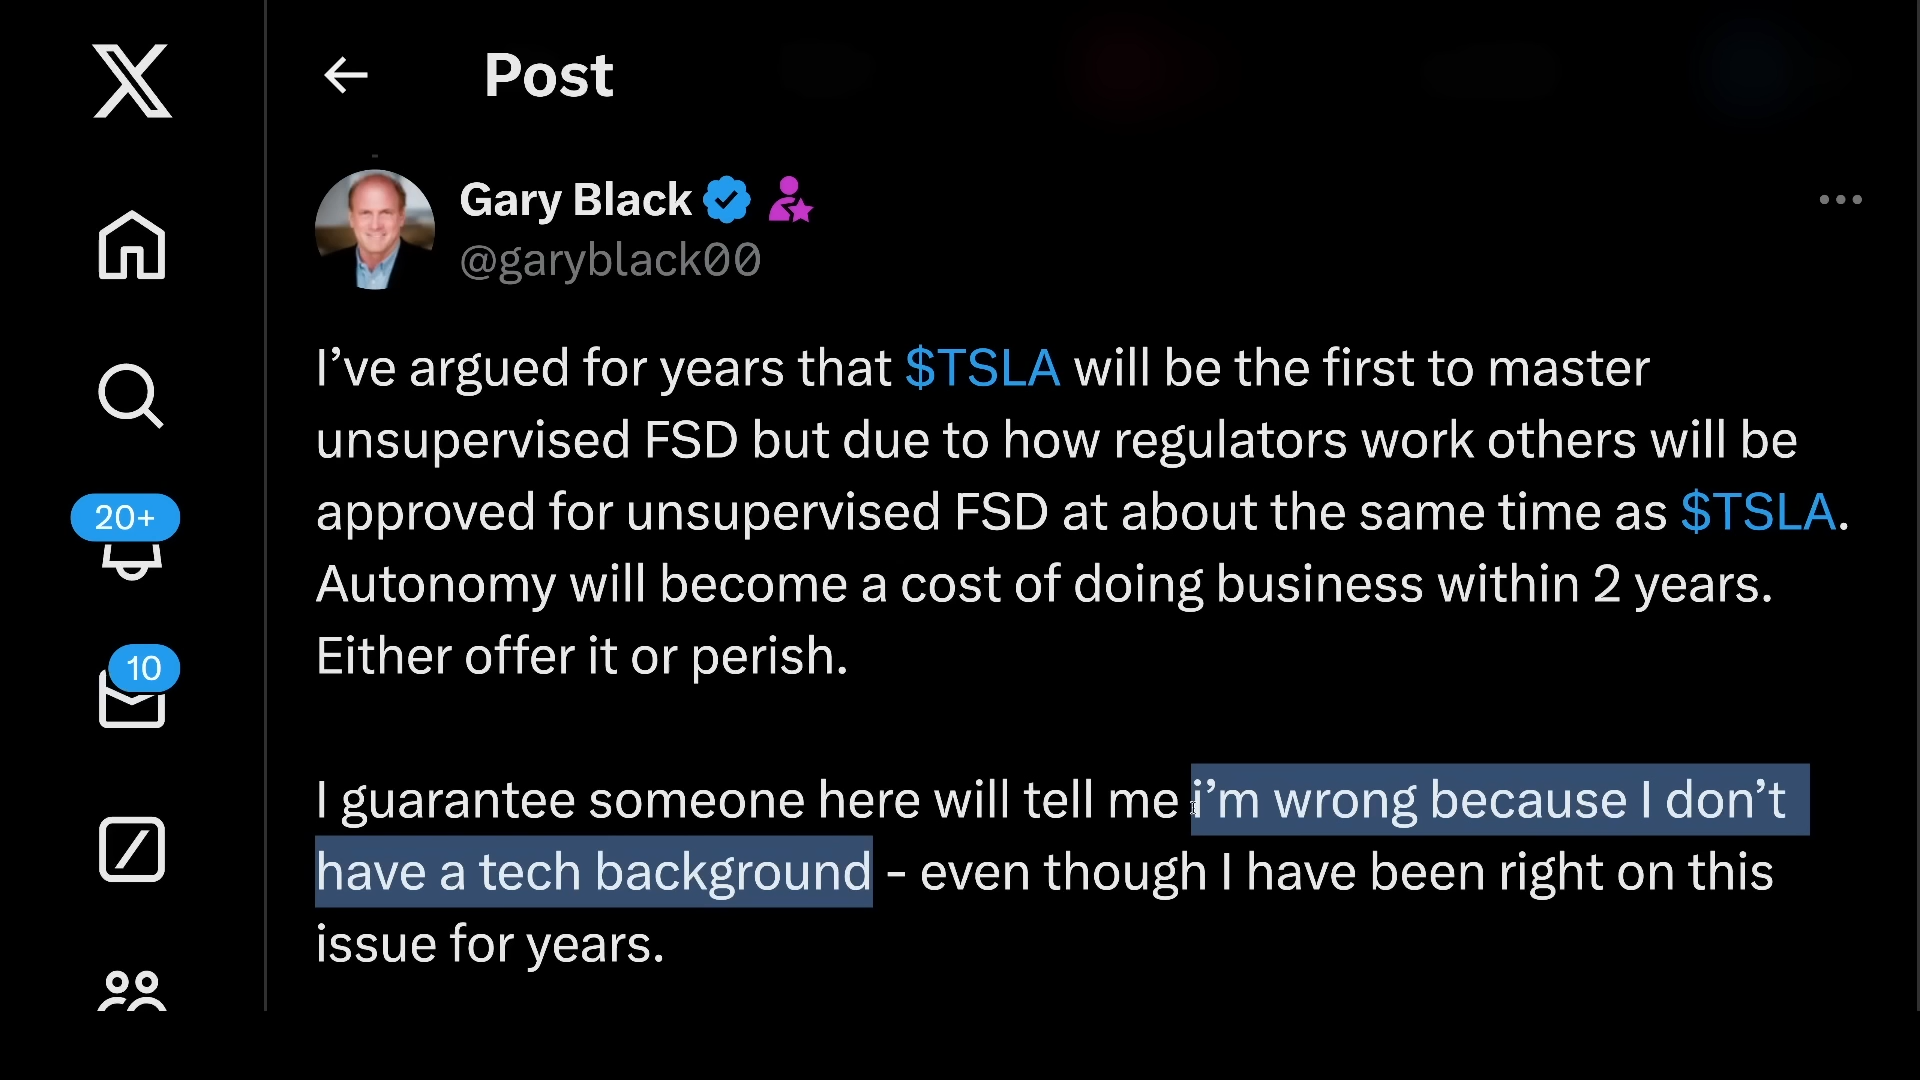 Post
Gary Black
@garyblack00
I’ve argued for years that $TSLA will be the first to master
unsupervised FSD but due to how regulators work others will be
approved for unsupervised FSD at about the same time as $TSLA.
Autonomy will become a cost of doing business within 2 years.
Either offer it or perish.
20+
10
I guarantee someone here will tell me i’m wrong because I don’t
have a tech background - even though I have been right on this
issue for years.